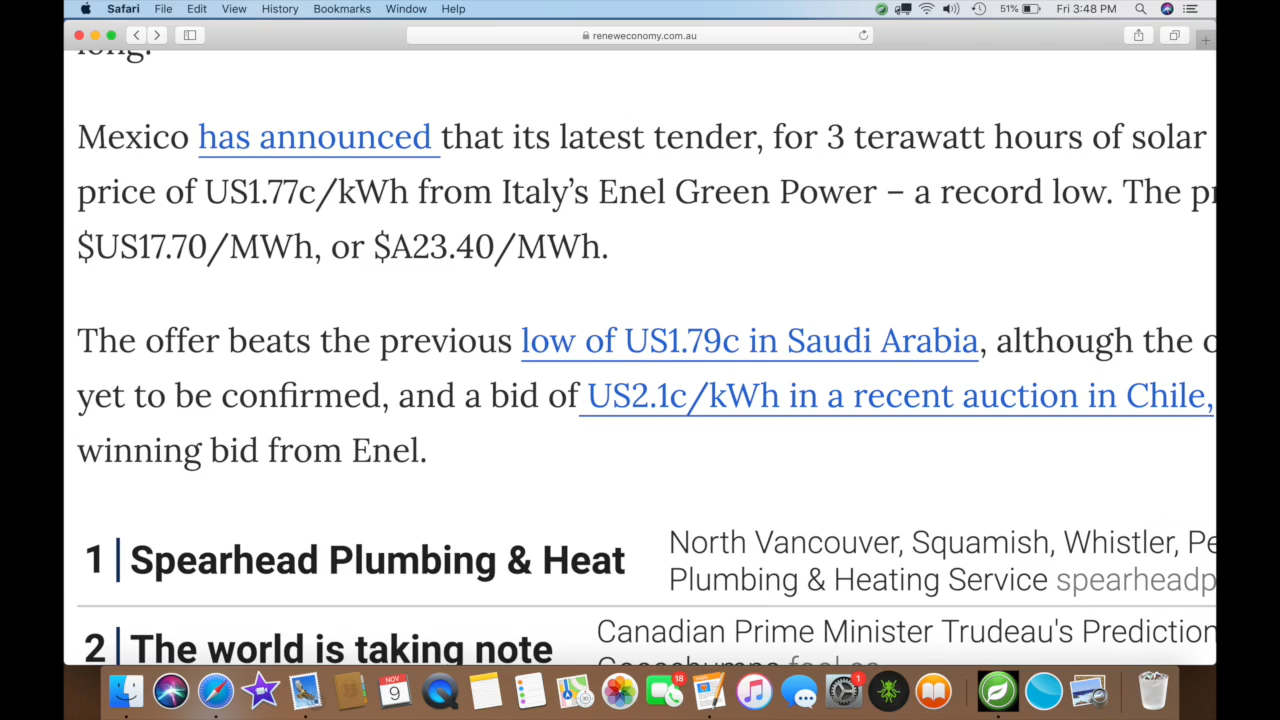 Safari File Edit View History Bookmarks Window Help 51% Fri 3:48 PM
reneweconomy.com.au
long.
Mexico has announced that its latest tender, for 3 terawatt hours of solar
price of US1.77c/kWh from Italy’s Enel Green Power – a record low. The pr
$US17.70/MWh, or $A23.40/MWh.
The offer beats the previous low of US1.79c in Saudi Arabia, although the o
yet to be confirmed, and a bid of US2.1c/kWh in a recent auction in Chile,
winning bid from Enel.
1 Spearhead Plumbing & Heat
North Vancouver, Squamish, Whistler, Pe
Plumbing & Heating Service spearheadp
2 The world is taking note
Canadian Prime Minister Trudeau's Prediction
NOV
9
18
1